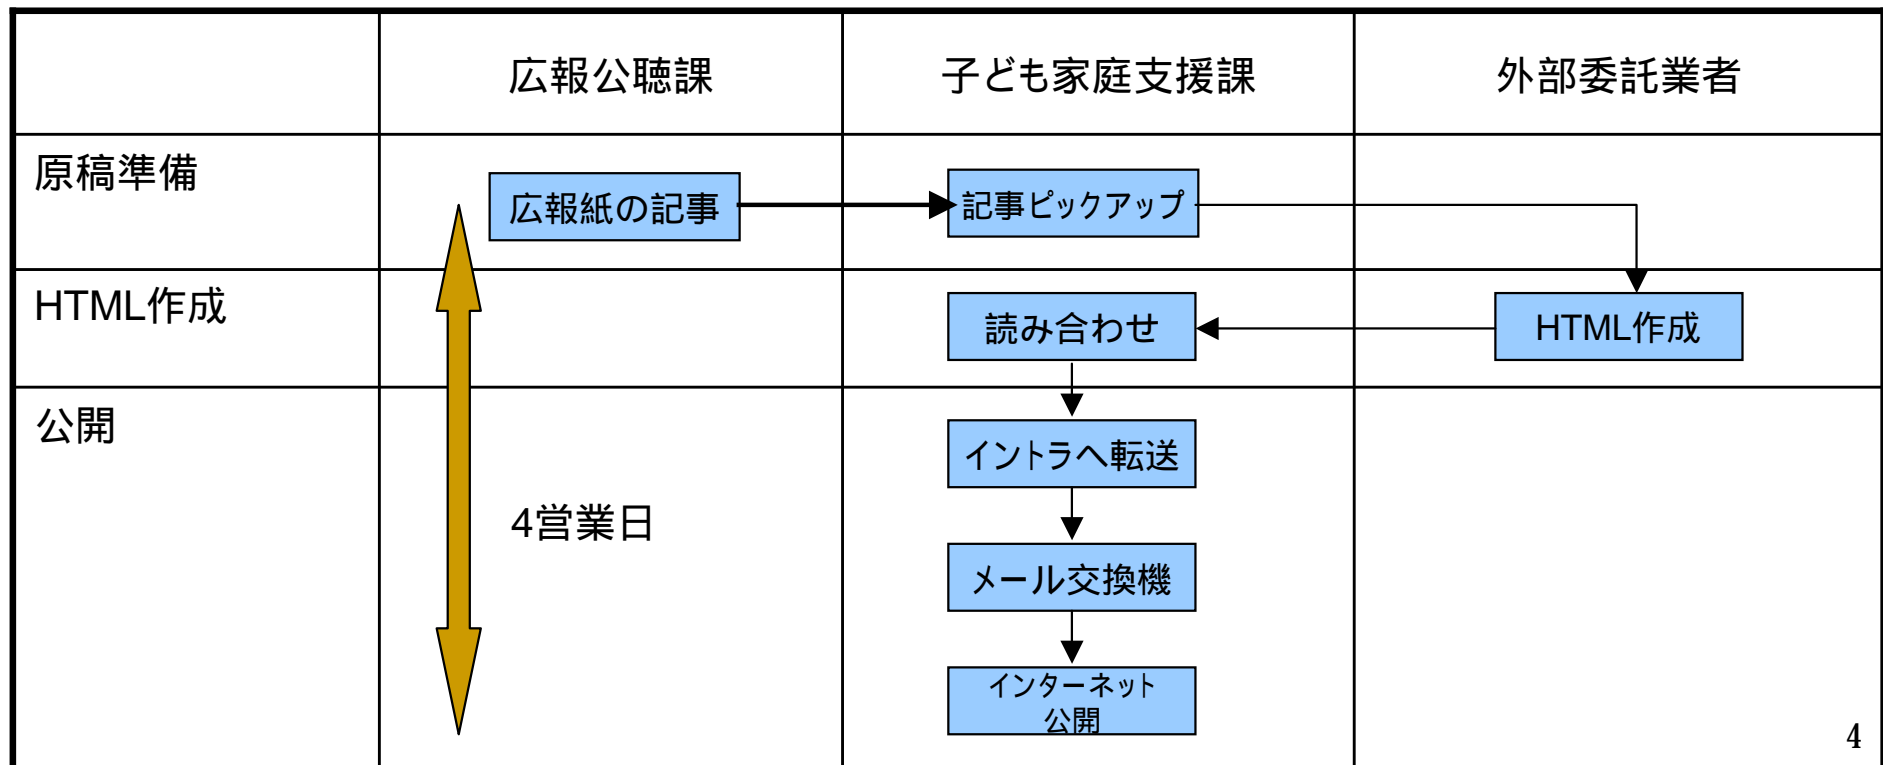 広報公聴課
子ども家庭支援課
外部委託業者
原稿準備
広報紙の記事
記事ピックアップ
HTML作成
読み合わせ
HTML作成
公開
イントラへ転送
4営業日
メール交換機
インターネット
公開
4